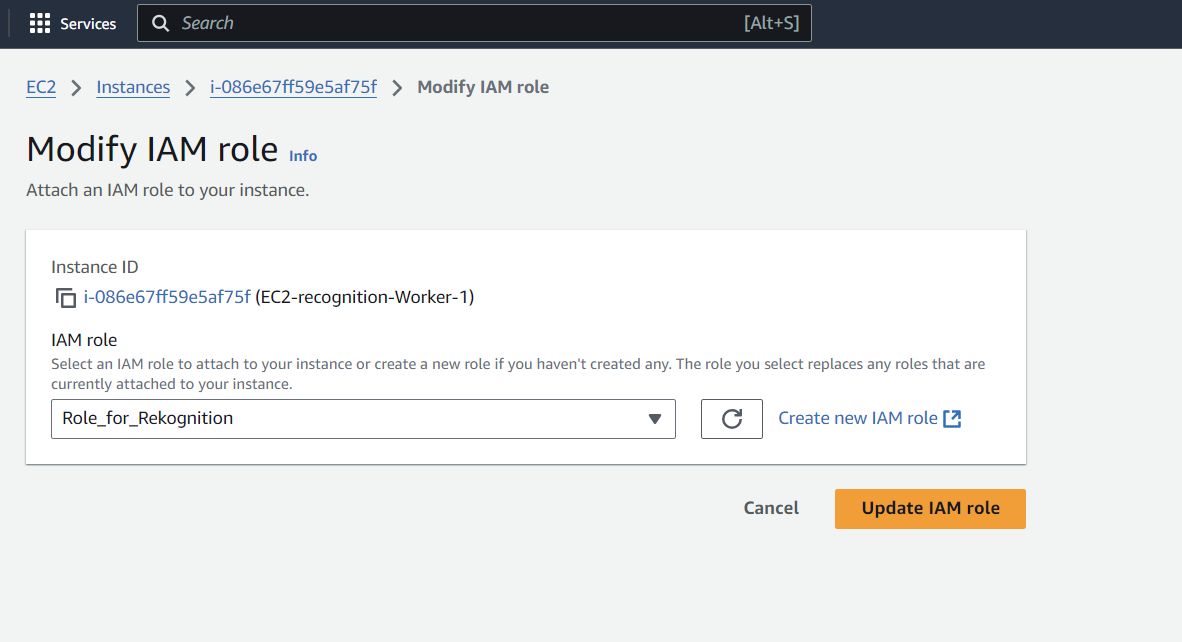 Services
Search [Alt+S]
EC2 > Instances > i-086e67ff59e5af75f > Modify IAM role
Modify IAM role Info
Attach an IAM role to your instance.
Instance ID
i-086e67ff59e5af75f (EC2-recognition-Worker-1)
IAM role
Select an IAM role to attach to your instance or create a new role if you haven't created any. The role you select replaces any roles that are
currently attached to your instance.
Role_for_Rekognition
Create new IAM role
Cancel Update IAM role